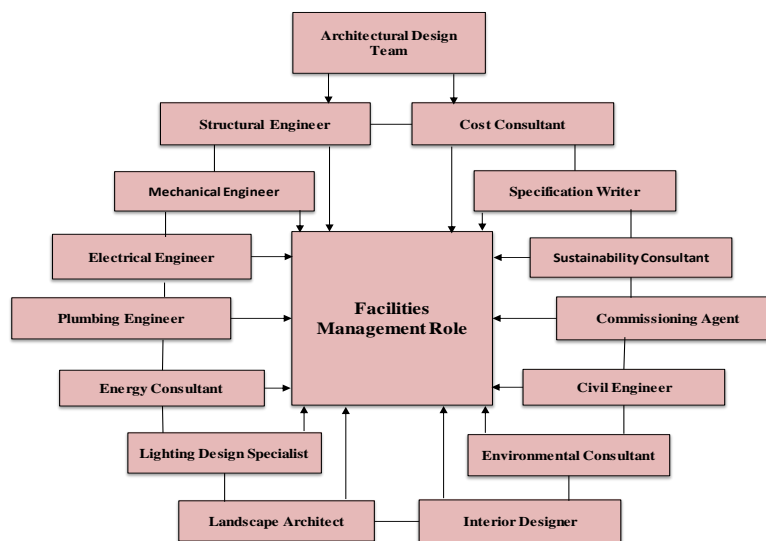 Architectural Design
Team
Structural Engineer
Cost Consultant
Mechanical Engineer
Specification Writer
Electrical Engineer
Sustainability Consultant
Facilities
Management Role
Plumbing Engineer
Commissioning Agent
Energy Consultant
Civil Engineer
Lighting Design Specialist
Environmental Consultant
Landscape Architect
Interior Designer